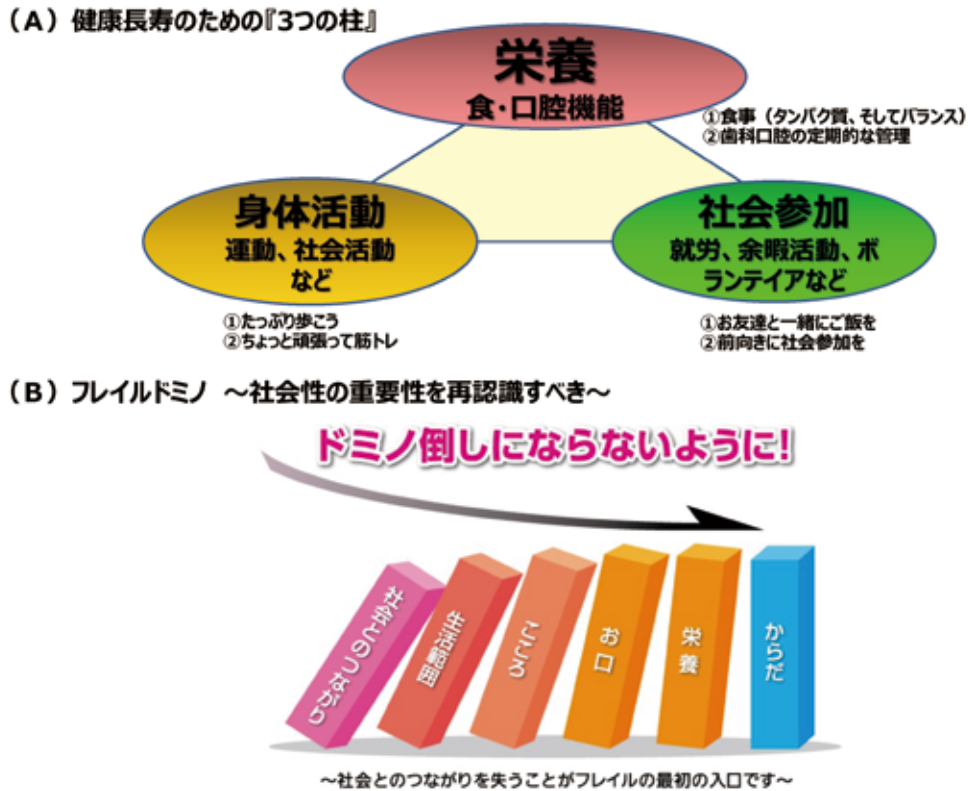 (A)健康長寿のための『3つの柱』
栄養
食・口腔機能
①食事（タンパク質、そしてバランス）
②歯科口腔の定期的な管理
身体活動
運動、社会活動
など
①たっぷり歩こう
②ちょっと頑張って筋トレ
社会参加
就労、余暇活動、ボ
ランテイアなど
①お友達と一緒にご飯を
②前向きに社会参加を
(B)フレイルドミノ ～社会性の重要性を再認識すべき～
ドミノ倒しにならないように!
社会とのつながり
生活範囲
こころ
お口
栄養
からだ
～社会とのつながりを失うことがフレイルの最初の入口です～